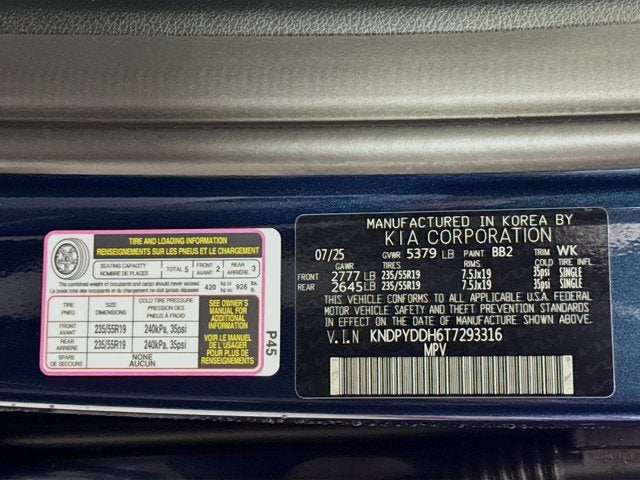 TIRE AND LOADING INFORMATION
RENSEIGNEMENTS SUR LES PNEUS ET LE CHARGEMENT
SEATING CAPACITY
NOMBRE DE PLACES
TOTAL 5
FRONT
AVANT 2
REAR
ARRIÈRE 3
The combined weight of occupants and cargo should never exceed
Le poids total des occupants et du chargement ne doit jamais dépasser
420 kg or kg ou 926 lbs. lb.
TIRE
PNEU
SIZE
DIMENSIONS
COLD TIRE PRESSURE
PRESSION DES
PNEUS À FROID
FRONT
AVANT
235/55R19
240kPa, 35psi
REAR
ARRIÈRE
235/55R19
240kPa, 35psi
SPARE
DE SECOURS
NONE
AUCUN
SEE OWNER'S
MANUAL FOR
ADDITIONAL
INFORMATION
VOIR LE MANUEL
DE L'USAGER
POUR PLUS DE
RENSEIGNEMENTS
P45
MANUFACTURED IN KOREA BY
KIA CORPORATION
07/25 GVWR 5379 LB PAINT BB2 TRIM WK
GAWR TIRES RIMS COLD TIRE INFL
FRONT 2777 LB 235/55R19 7.5Jx19 35psi SINGLE
REAR 2645 LB 235/55R19 7.5Jx19 35psi SINGLE
THIS VEHICLE CONFORMS TO ALL APPLICABLE U.S.A. FEDERAL
MOTOR VEHICLE SAFETY, BUMPER, AND THEFT PREVENTION
STANDARDS IN EFFECT ON THE DATE OF MANUFACTURE SHOWN ABOVE.
V.I.N KNDPYDDH6T7293316
MPV